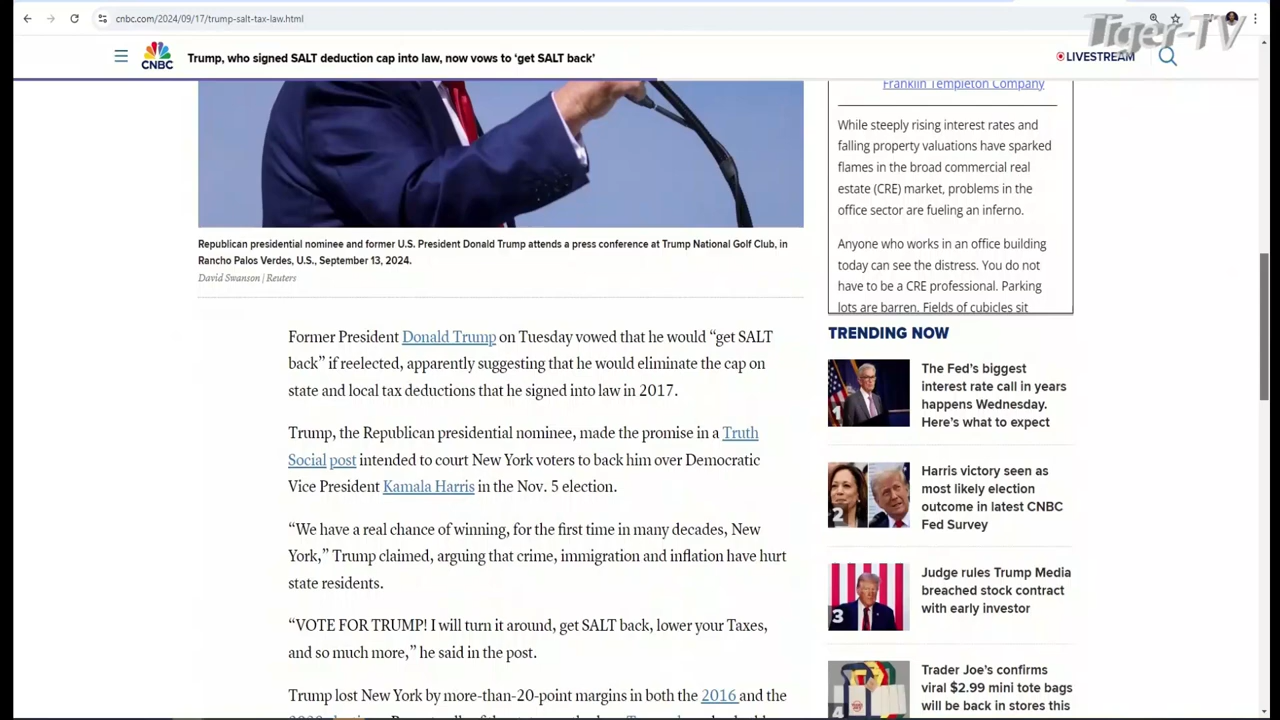 cnbc.com/2024/09/17/trump-salt-tax-law.html
Tiger-TV
CNBC
Trump, who signed SALT deduction cap into law, now vows to ‘get SALT back’
LIVESTREAM
Republican presidential nominee and former U.S. President Donald Trump attends a press conference at Trump National Golf Club, in
Rancho Palos Verdes, U.S., September 13, 2024.
David Swanson | Reuters
Former President Donald Trump on Tuesday vowed that he would “get SALT
back” if reelected, apparently suggesting that he would eliminate the cap on
state and local tax deductions that he signed into law in 2017.
Trump, the Republican presidential nominee, made the promise in a Truth
Social post intended to court New York voters to back him over Democratic
Vice President Kamala Harris in the Nov. 5 election.
“We have a real chance of winning, for the first time in many decades, New
York,” Trump claimed, arguing that crime, immigration and inflation have hurt
state residents.
“VOTE FOR TRUMP! I will turn it around, get SALT back, lower your Taxes,
and so much more,” he said in the post.
Trump lost New York by more-than-20-point margins in both the 2016 and the
Franklin Templeton Company
While steeply rising interest rates and
falling property valuations have sparked
flames in the broad commercial real
estate (CRE) market, problems in the
office sector are fueling an inferno.
Anyone who works in an office building
today can see the distress. You do not
have to be a CRE professional. Parking
lots are barren. Fields of cubicles sit
TRENDING NOW
1
The Fed’s biggest
interest rate call in years
happens Wednesday.
Here’s what to expect
2
Harris victory seen as
most likely election
outcome in latest CNBC
Fed Survey
3
Judge rules Trump Media
breached stock contract
with early investor
4
Trader Joe’s confirms
viral $2.99 mini tote bags
will be back in stores this